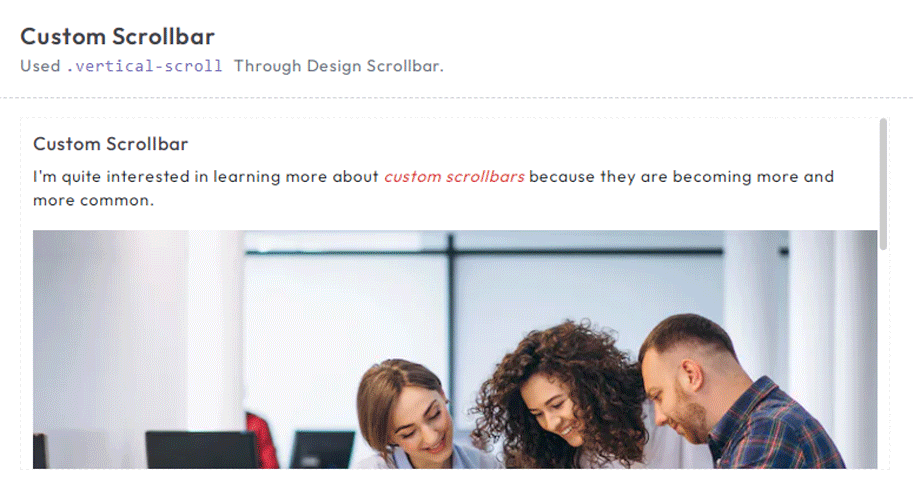 Custom Scrollbar
Used .vertical-scroll Through Design Scrollbar.
Custom Scrollbar
I'm quite interested in learning more about custom scrollbars because they are becoming more and
more common.